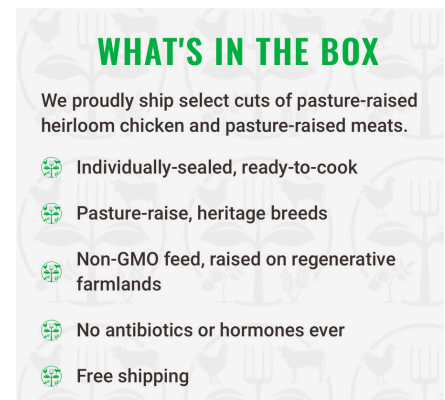 WHAT'S IN THE BOX
We proudly ship select cuts of pasture-raised
heirloom chicken and pasture-raised meats.
Individually-sealed, ready-to-cook
Pasture-raise, heritage breeds
Non-GMO feed, raised on regenerative
farmlands
No antibiotics or hormones ever
Free shipping